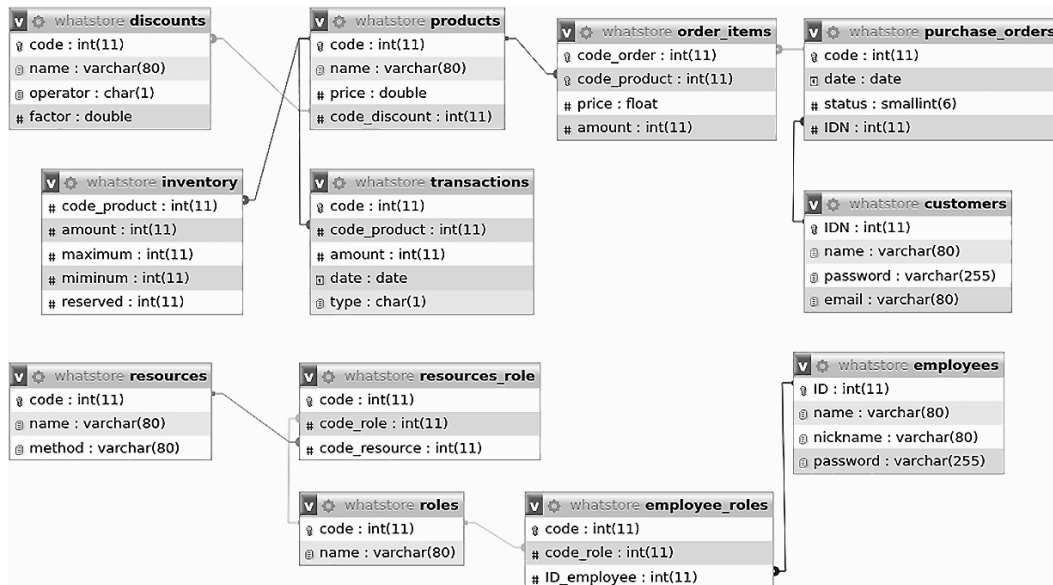 whatstore discounts
code : int(11)
name : varchar(80)
operator : char(1)
factor : double
whatstore products
code : int(11)
name : varchar(80)
price : double
code_discount : int(11)
whatstore order_items
code_order : int(11)
code_product : int(11)
price : float
amount : int(11)
whatstore purchase_orders
code : int(11)
date : date
status : smallint(6)
IDN : int(11)
whatstore inventory
code_product : int(11)
amount : int(11)
maximum : int(11)
miminum : int(11)
reserved : int(11)
whatstore transactions
code : int(11)
code_product : int(11)
amount : int(11)
date : date
type : char(1)
whatstore customers
IDN : int(11)
name : varchar(80)
password : varchar(255)
email : varchar(80)
whatstore resources
code : int(11)
name : varchar(80)
method : varchar(80)
whatstore resources_role
code : int(11)
code_role : int(11)
code_resource : int(11)
whatstore employees
ID : int(11)
name : varchar(80)
nickname : varchar(80)
password : varchar(255)
whatstore roles
code : int(11)
name : varchar(80)
whatstore employee_roles
code : int(11)
code_role : int(11)
ID_employee : int(11)